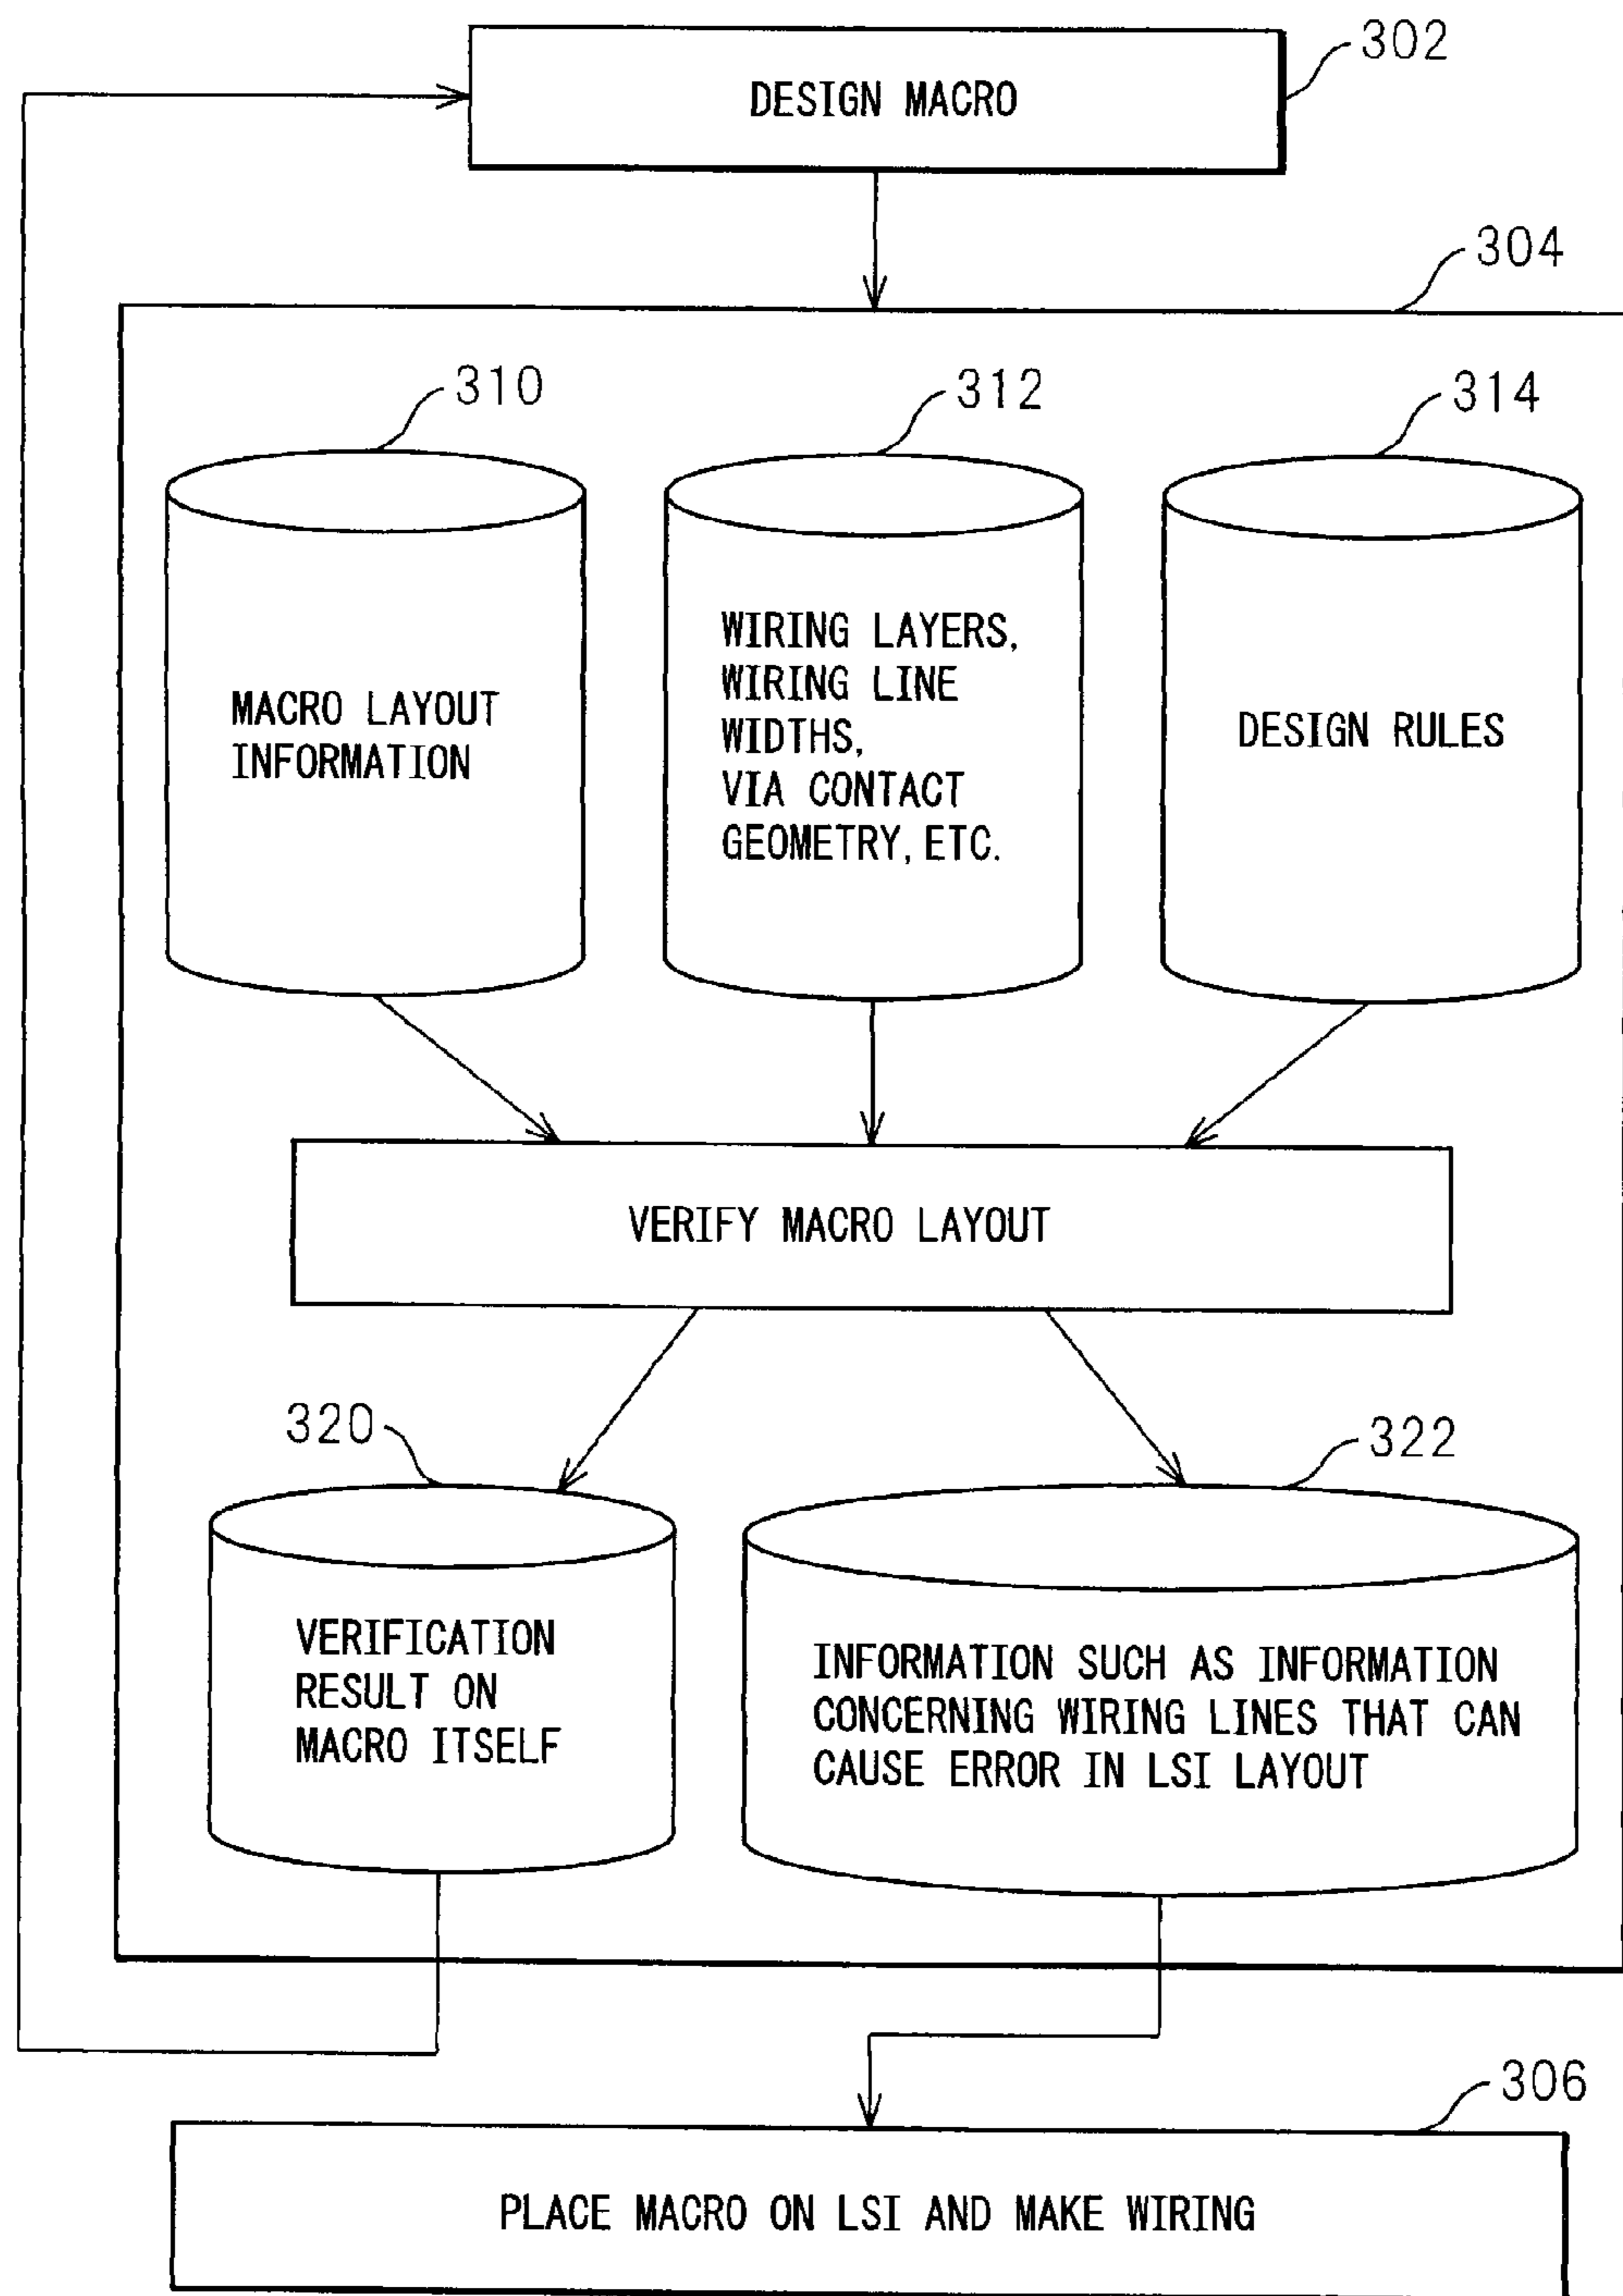 302
DESIGN MACRO
304
310
312
314
MACRO LAYOUT
INFORMATION
WIRING LAYERS,
WIRING LINE
WIDTHS,
VIA CONTACT
GEOMETRY, ETC.
DESIGN RULES
VERIFY MACRO LAYOUT
320
322
VERIFICATION
RESULT ON
MACRO ITSELF
INFORMATION SUCH AS INFORMATION
CONCERNING WIRING LINES THAT CAN
CAUSE ERROR IN LSI LAYOUT
306
PLACE MACRO ON LSI AND MAKE WIRING